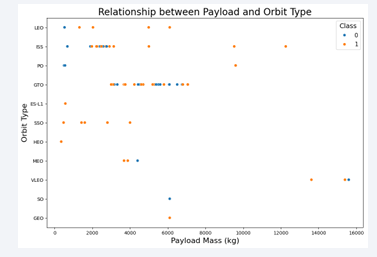 Relationship between Payload and Orbit Type
Class
0
1
LEO
ISS
PO
GTO
ES-L1
SSO
HEO
MEO
VLEO
SO
GEO
Orbit Type
0
2000
4000
6000
8000
10000
12000
14000
16000
Payload Mass (kg)